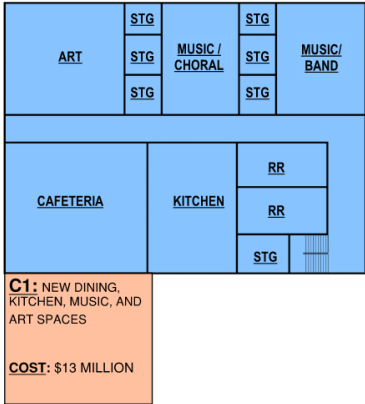 STG
STG
ART
STG
MUSIC /
CHORAL
STG
MUSIC/
BAND
STG
STG
RR
CAFETERIA
KITCHEN
RR
STG
C1: NEW DINING,
KITCHEN, MUSIC, AND
ART SPACES
COST: $13 MILLION